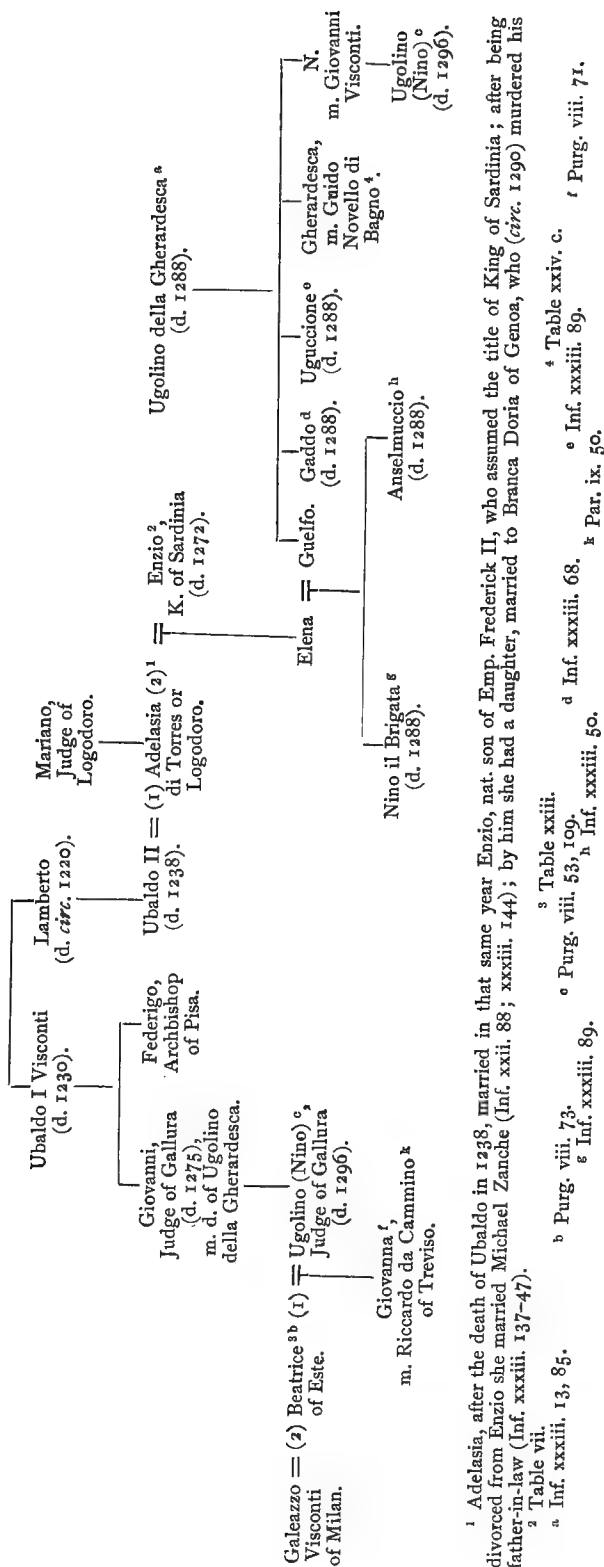 Ubaldo I Visconti
(d. 1230).
Lamberto
(d. circ. 1220).
Mariano,
Judge of
Logodoro.
Giovanni,
Judge of Gallura
(d. 1275),
m. d. of Ugolino
della Gherardesca.
Federigo,
Archbishop
of Pisa.
Ubaldo II = (1) Adelasia (2)¹ = Enzio ²,
(d. 1238).
di Torres or
Logodoro.
K. of Sardinia
(d. 1272).
Ugolino della Gherardesca ᵃ
(d. 1288).
Galeazzo = (2) Beatrice ³ᵇ (1) = Ugolino (Nino) ᶜ,
Visconti
of Milan.
of Este.
Judge of Gallura
(d. 1296).
Elena = Guelfo.
Gaddo ᵈ
(d. 1288).
Uguccione ᵉ
(d. 1288).
Gherardesca,
m. Guido
Novello di
Bagno ⁴.
N.
m. Giovanni
Visconti.
Giovanna ᶠ,
m. Riccardo da Cammino ᵏ
of Treviso.
Nino il Brigata ᵍ
(d. 1288).
Anselmuccio ʰ
(d. 1288).
Ugolino
(Nino) ᶜ
(d. 1296).
¹ Adelasia, after the death of Ubaldo in 1238, married in that same year Enzio, nat. son of Emp. Frederick II, who assumed the title of King of Sardinia; after being
divorced from Enzio she married Michael Zanche (Inf. xxii. 88; xxxiii. 144); by him she had a daughter, married to Branca Doria of Genoa, who (circ. 1290) murdered his
father-in-law (Inf. xxxiii. 137-47).
² Table vii.
³ Table xxiii.
⁴ Table xxiv. c.
ᵃ Inf. xxxiii. 13, 85.
ᵇ Purg. viii. 73.
ᶜ Purg. viii. 53, 109.
ᵈ Inf. xxxiii. 68.
ᵉ Inf. xxxiii. 89.
ᶠ Purg. viii. 71.
ᵍ Inf. xxxiii. 89.
ʰ Inf. xxxiii. 50.
ᵏ Par. ix. 50.